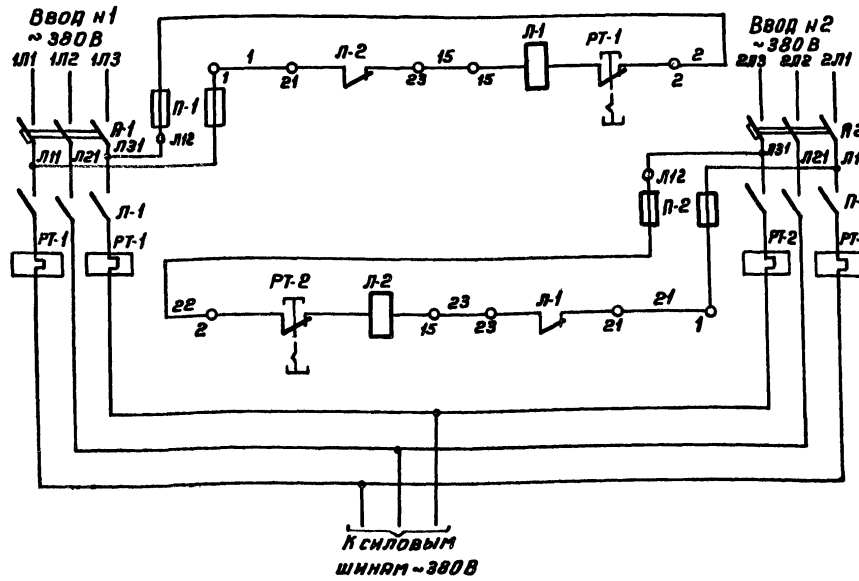 Ввод н1
~ 380 В
1Л1 1Л2 1Л3
Ввод н2
~ 380 В
2Л3 2Л2 2Л1
1
1
21
Л-2
23
15
15
Л-1
РТ-1
2
2
П-1
А-1
Л31
Л12
Л11
Л21
Л-1
РТ-1
РТ-1
Л31
Л21
Л12
П-2
РТ-2
22
2
РТ-2
Л-2
15
23
23
Л-1
21
21
1
К силовым
шинам ~ 380 В